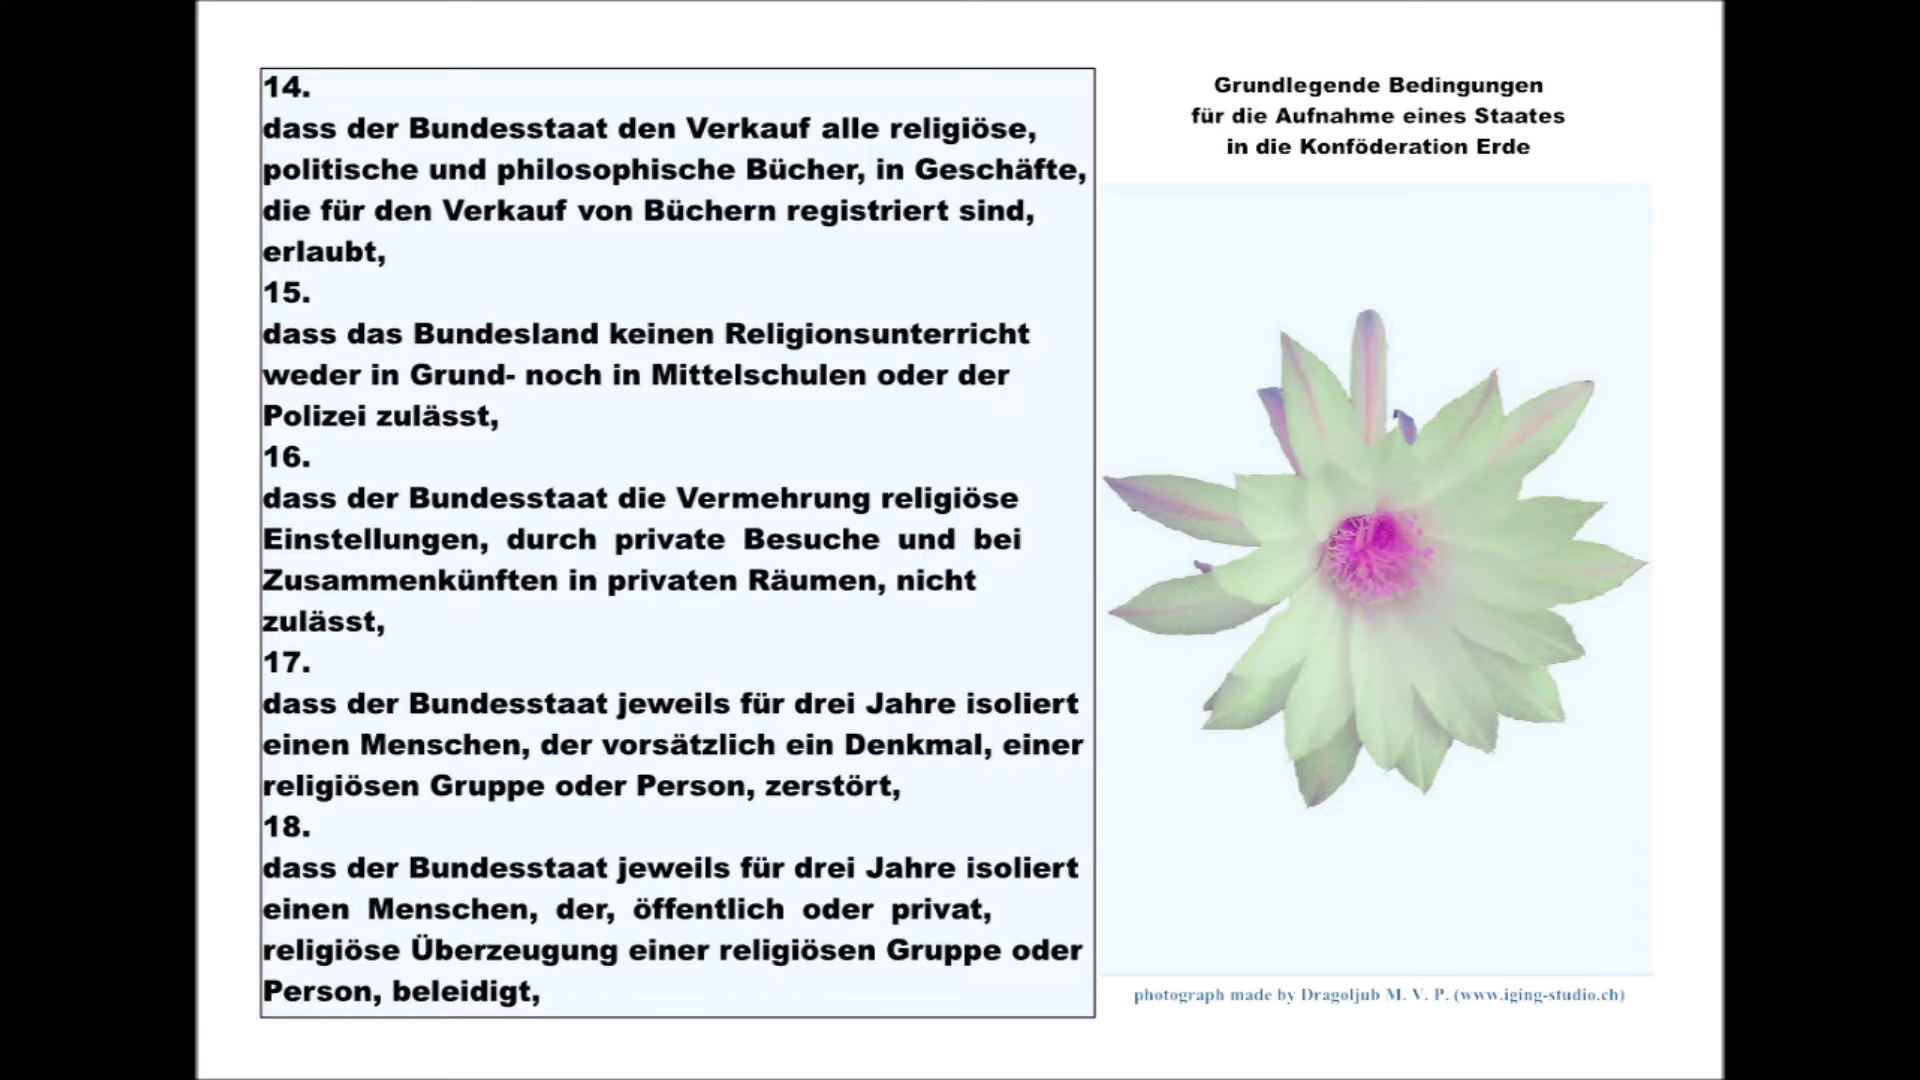 14.
dass der Bundesstaat den Verkauf alle religiöse,
politische und philosophische Bücher, in Geschäfte,
die für den Verkauf von Büchern registriert sind,
erlaubt,
15.
dass das Bundesland keinen Religionsunterricht
weder in Grund- noch in Mittelschulen oder der
Polizei zulässt,
16.
dass der Bundesstaat die Vermehrung religiöse
Einstellungen, durch private Besuche und bei
Zusammenkünften in privaten Räumen, nicht
zulässt,
17.
dass der Bundesstaat jeweils für drei Jahre isoliert
einen Menschen, der vorsätzlich ein Denkmal, einer
religiösen Gruppe oder Person, zerstört,
18.
dass der Bundesstaat jeweils für drei Jahre isoliert
einen Menschen, der, öffentlich oder privat,
religiöse Überzeugung einer religiösen Gruppe oder
Person, beleidigt,
Grundlegende Bedingungen
für die Aufnahme eines Staates
in die Konföderation Erde
photograph made by Dragoljub M. V. P. (www.iging-studio.ch)